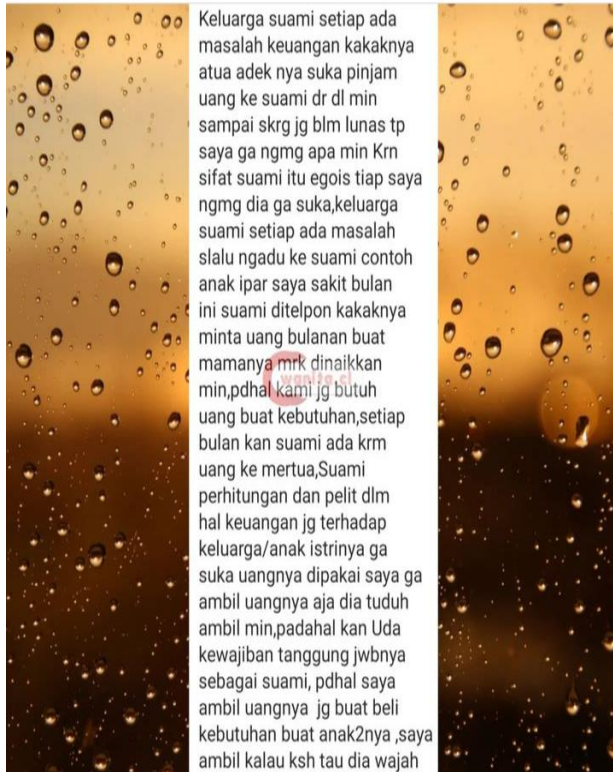 Keluarga suami setiap ada
masalah keuangan kakaknya
atua adek nya suka pinjam
uang ke suami dr dl min
sampai skrg jg blm lunas tp
saya ga ngmg apa min Krn
sifat suami itu egois tiap saya
ngmg dia ga suka,keluarga
suami setiap ada masalah
slalu ngadu ke suami contoh
anak ipar saya sakit bulan
ini suami ditelpon kakaknya
minta uang bulanan buat
mamanya mrk dinaikkan
wanita.cl
min,pdhal kami jg butuh
uang buat kebutuhan,setiap
bulan kan suami ada krm
uang ke mertua,Suami
perhitungan dan pelit dlm
hal keuangan jg terhadap
keluarga/anak istrinya ga
suka uangnya dipakai saya ga
ambil uangnya aja dia tuduh
ambil min,padahal kan Uda
kewajiban tanggung jwbnya
sebagai suami, pdhal saya
ambil uangnya jg buat beli
kebutuhan buat anak2nya ,saya
ambil kalau ksh tau dia wajah